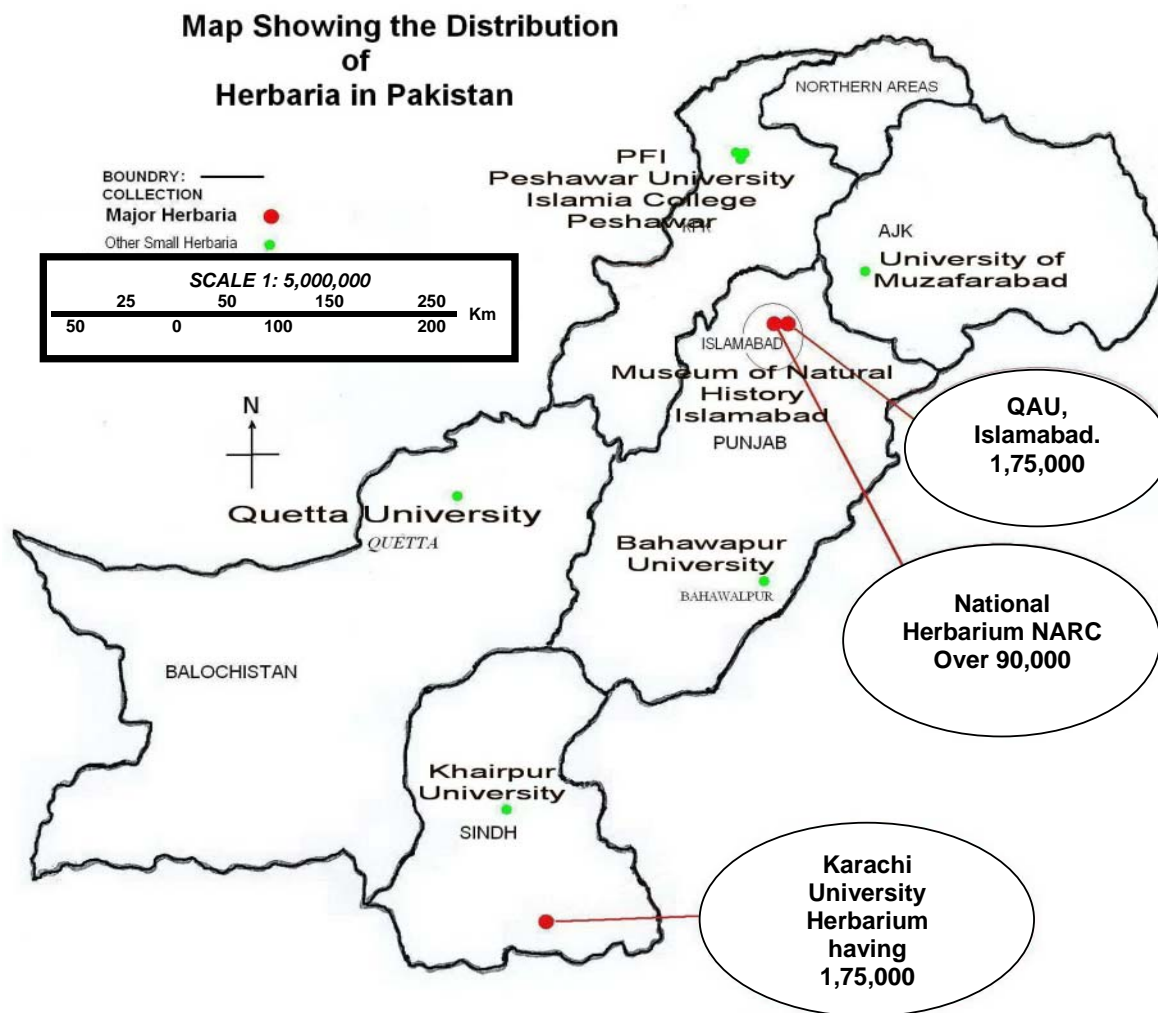 Map Showing the Distribution
of
Herbaria in Pakistan
BOUNDRY:
COLLECTION
Major Herbaria
Other Small Herbaria
SCALE 1: 5,000,000
25 50 150 250
50 0 100 200
Km
N
NORTHERN AREAS
PFI
Peshawar University
Islamia College
Peshawar
AJK
University of
Muzafarabad
ISLAMABAD
Museum of Natural
History
Islamabad
PUNJAB
QAU,
Islamabad.
1,75,000
Quetta University
QUETTA
Bahawapur
University
BAHAWALPUR
National
Herbarium NARC
Over 90,000
BALOCHISTAN
Khairpur
University
SINDH
Karachi
University
Herbarium
having
1,75,000